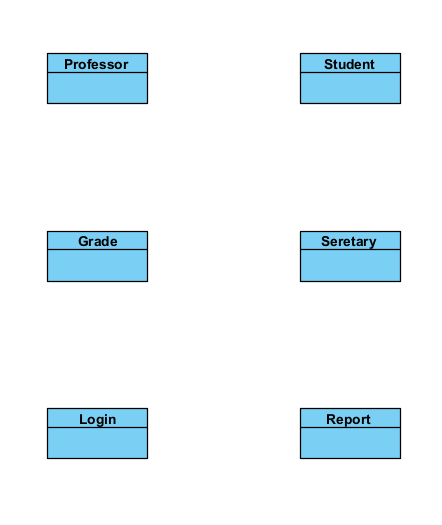 Professor
Student
Grade
Seretary
Login
Report